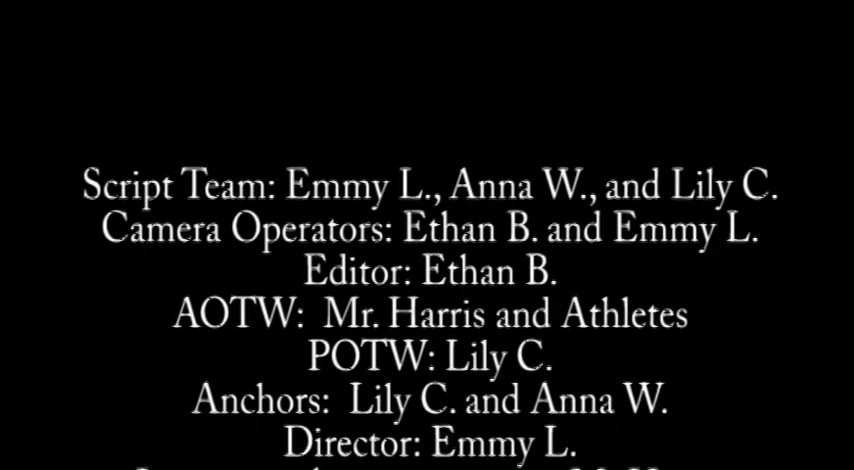 Script Team: Emmy L., Anna W., and Lily C.
Camera Operators: Ethan B. and Emmy L.
Editor: Ethan B.
AOTW:  Mr. Harris and Athletes
POTW: Lily C.
Anchors:  Lily C. and Anna W.
Director: Emmy L.